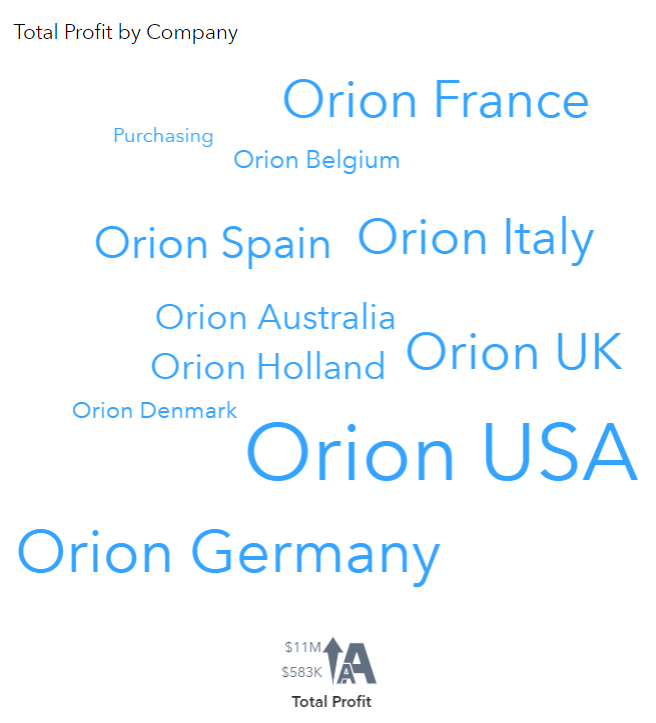 Total Profit by Company
Orion France
Purchasing
Orion Belgium
Orion Spain
Orion Italy
Orion Australia
Orion UK
Orion Holland
Orion Denmark
Orion USA
Orion Germany
$11M
$583K
Total Profit